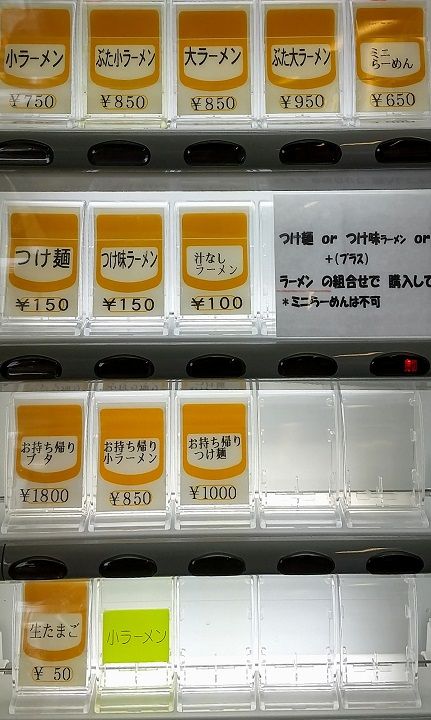 小ラーメン
¥750
ぶた小ラーメン
¥850
大ラーメン
¥850
ぶた大ラーメン
¥950
ミニ
らーめん
¥650
つけ麺
¥150
つけ味ラーメン
¥150
汁なし
ラーメン
¥100
つけ麺 or つけ味ラーメン or
+(プラス)
ラーメン の組合せで 購入して
*ミニらーめんは不可
お持ち帰り
ブタ
¥1800
お持ち帰り
小ラーメン
¥850
お持ち帰り
つけ麺
¥1000
生たまご
¥ 50
小ラーメン